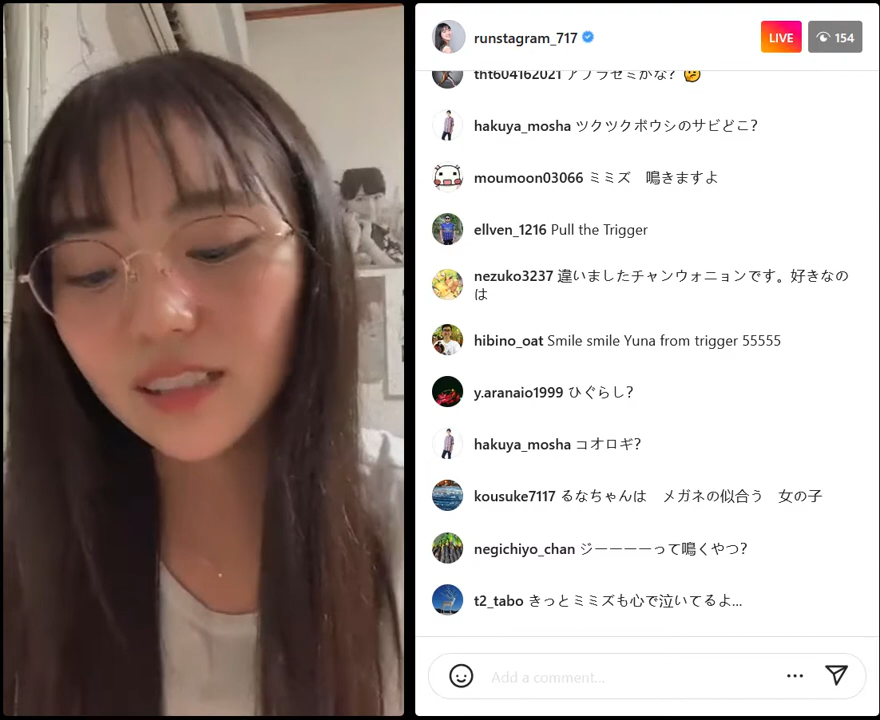 runstagram_717
LIVE
154
tht604162021 アブラゼミかな? 🤔
hakuya_mosha ツクツクボウシのサビどこ?
moumoon03066 ミミズ　鳴きますよ
ellven_1216 Pull the Trigger
nezuko3237 違いましたチャンウォニョンです。好きなの
は
hibino_oat Smile smile Yuna from trigger 55555
y.aranaio1999 ひぐらし?
hakuya_mosha コオロギ?
kousuke7117 るなちゃんは　メガネの似合う　女の子
negichiyo_chan ジーーーーって鳴くやつ?
t2_tabo きっとミミズも心で泣いてるよ...
Add a comment...